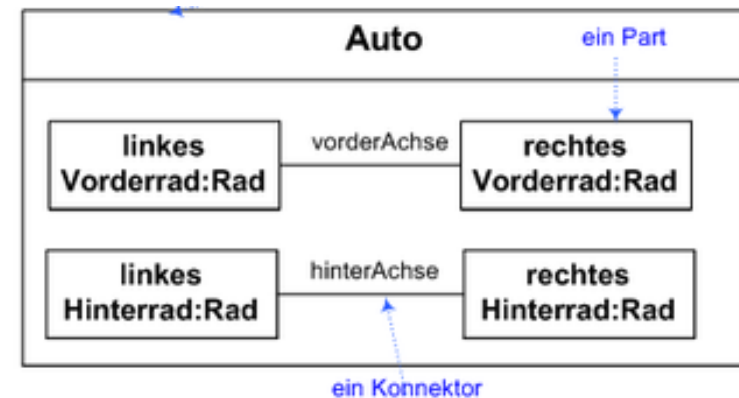 Auto
ein Part
linkes
Vorderrad:Rad
vorderAchse
rechtes
Vorderrad:Rad
linkes
Hinterrad:Rad
hinterAchse
rechtes
Hinterrad:Rad
ein Konnektor